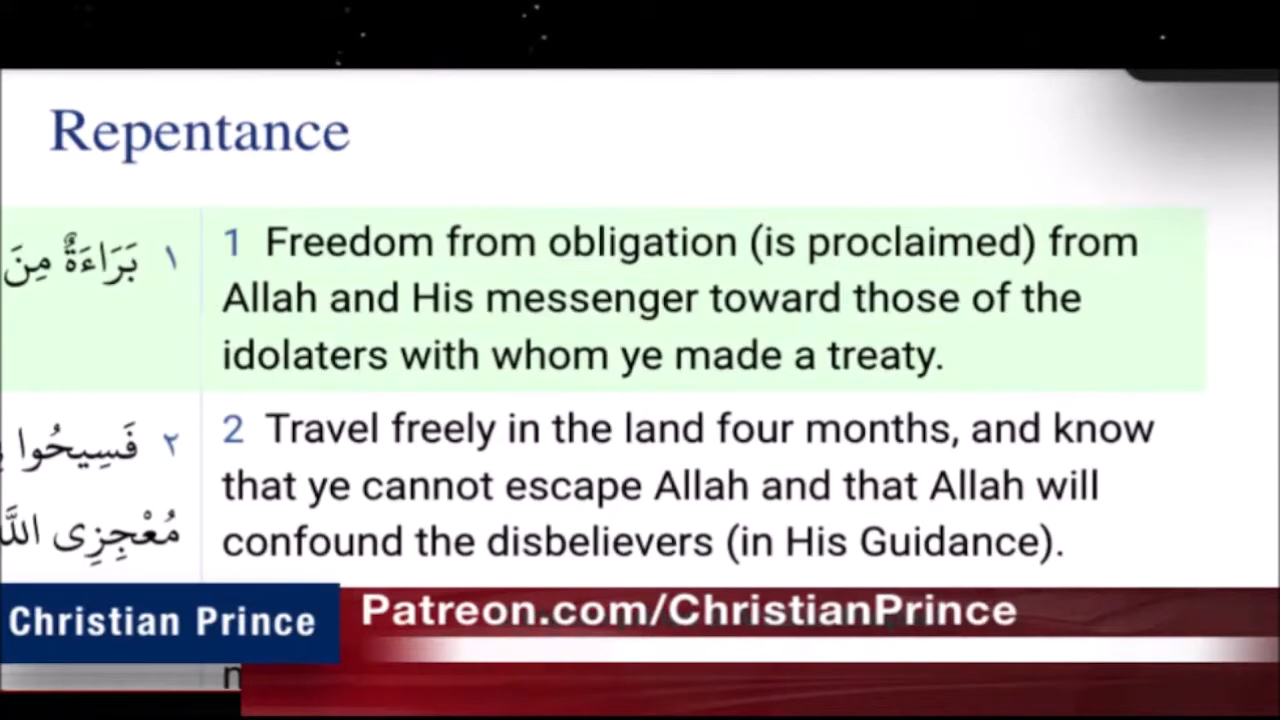 Repentance
١ بَرَاءَةٌ مِنَ
1 Freedom from obligation (is proclaimed) from
Allah and His messenger toward those of the
idolaters with whom ye made a treaty.
٢ فَسِيحُوا
2 Travel freely in the land four months, and know
that ye cannot escape Allah and that Allah will
مُعْجِزِى
confound the disbelievers (in His Guidance).
Christian Prince
Patreon.com/ChristianPrince